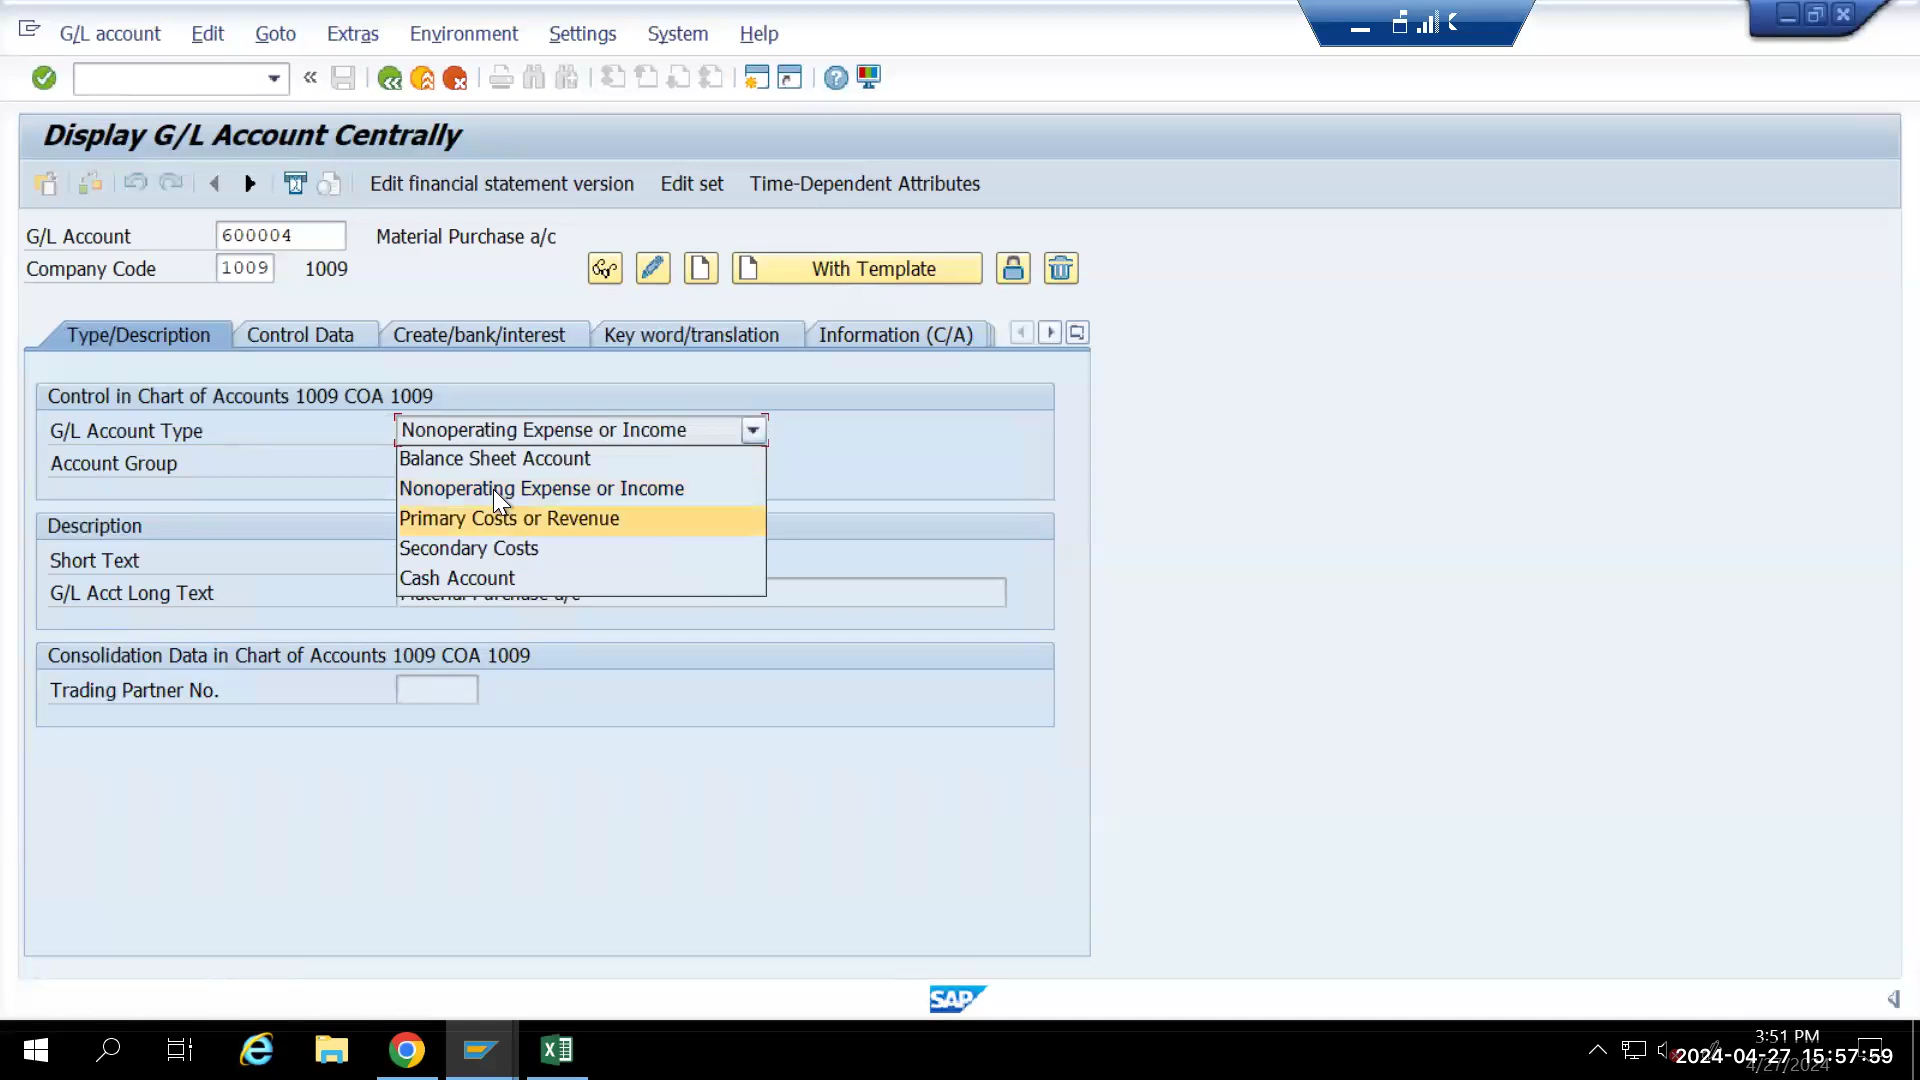 G/L account Edit Goto Extras Environment Settings System Help
Display G/L Account Centrally
Edit financial statement version Edit set Time-Dependent Attributes
G/L Account 600004 Material Purchase a/c
Company Code 1009 1009
With Template
Type/Description Control Data Create/bank/interest Key word/translation Information (C/A)
Control in Chart of Accounts 1009 COA 1009
G/L Account Type Nonoperating Expense or Income
Balance Sheet Account
Account Group
Nonoperating Expense or Income
Primary Costs or Revenue
Description
Secondary Costs
Short Text
Cash Account
G/L Acct Long Text Material Purchase a/c
Consolidation Data in Chart of Accounts 1009 COA 1009
Trading Partner No.
SAP
3:51 PM
2024-04-27 15:57:59
4/27/2024